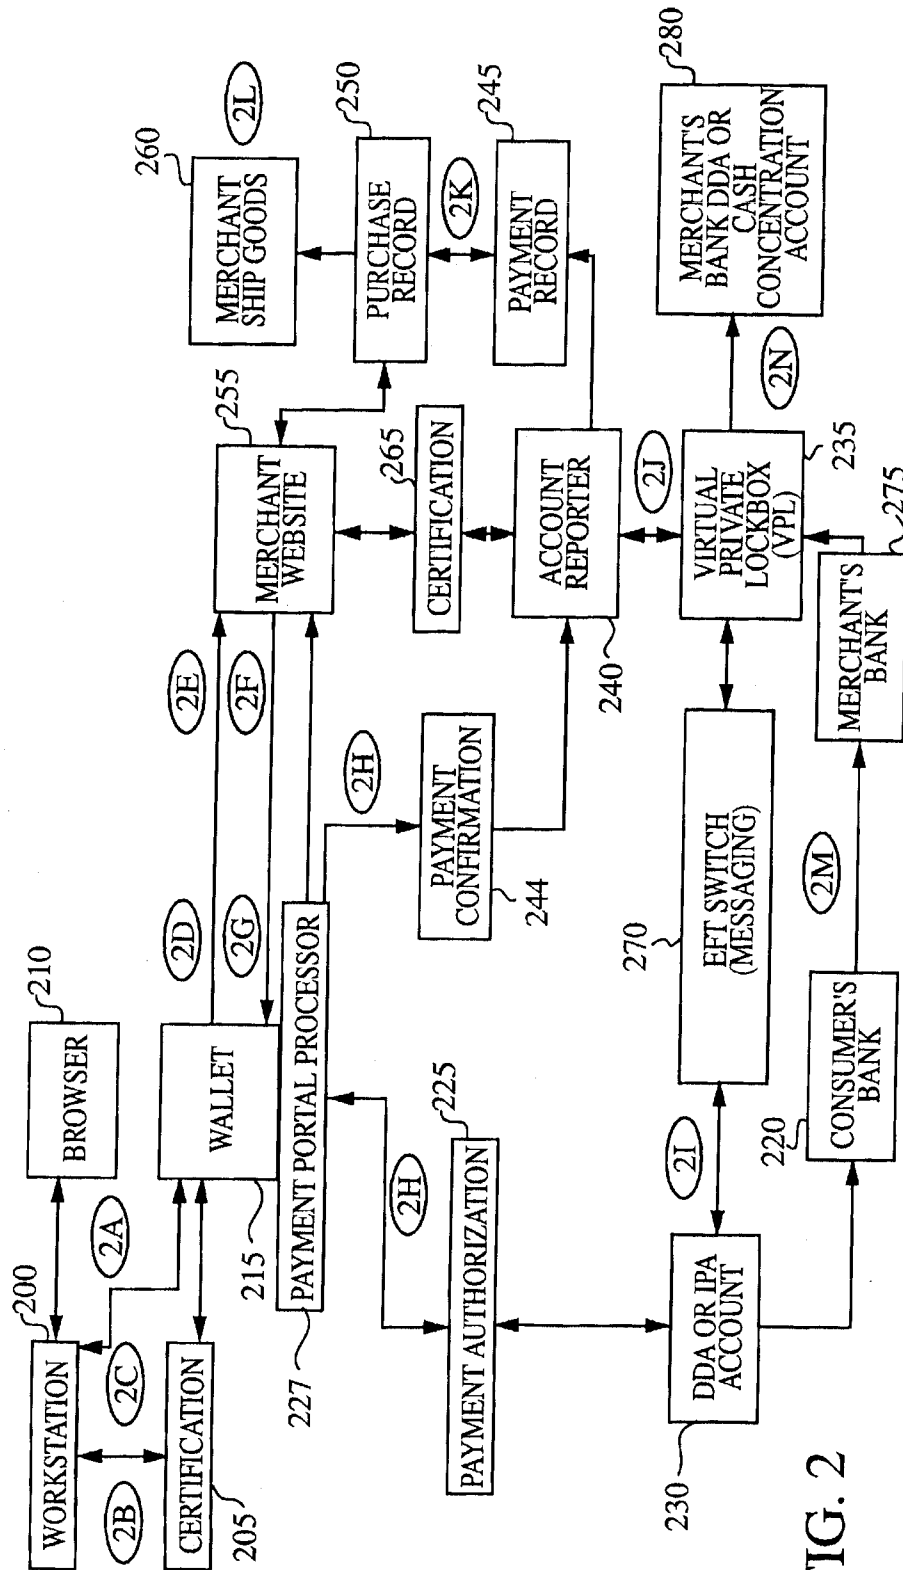 200
WORKSTATION
2A
210
BROWSER
2B
2C
205
CERTIFICATION
215
WALLET
2D
2E
2G
2F
227
PAYMENT PORTAL PROCESSOR
255
MERCHANT
WEBSITE
260
MERCHANT
SHIP GOODS
2L
250
PURCHASE
RECORD
2K
245
PAYMENT
RECORD
265
CERTIFICATION
2H
PAYMENT
CONFIRMATION
244
2H
225
PAYMENT AUTHORIZATION
ACCOUNT
REPORTER
240
2J
230
DDA OR IPA
ACCOUNT
2I
270
EFT SWITCH
(MESSAGING)
VIRTUAL
PRIVATE
LOCKBOX
(VPL)
235
2N
280
MERCHANT'S
BANK DDA OR
CASH
CONCENTRATION
ACCOUNT
220
CONSUMER'S
BANK
2M
MERCHANT'S
BANK
275
TIG. 2